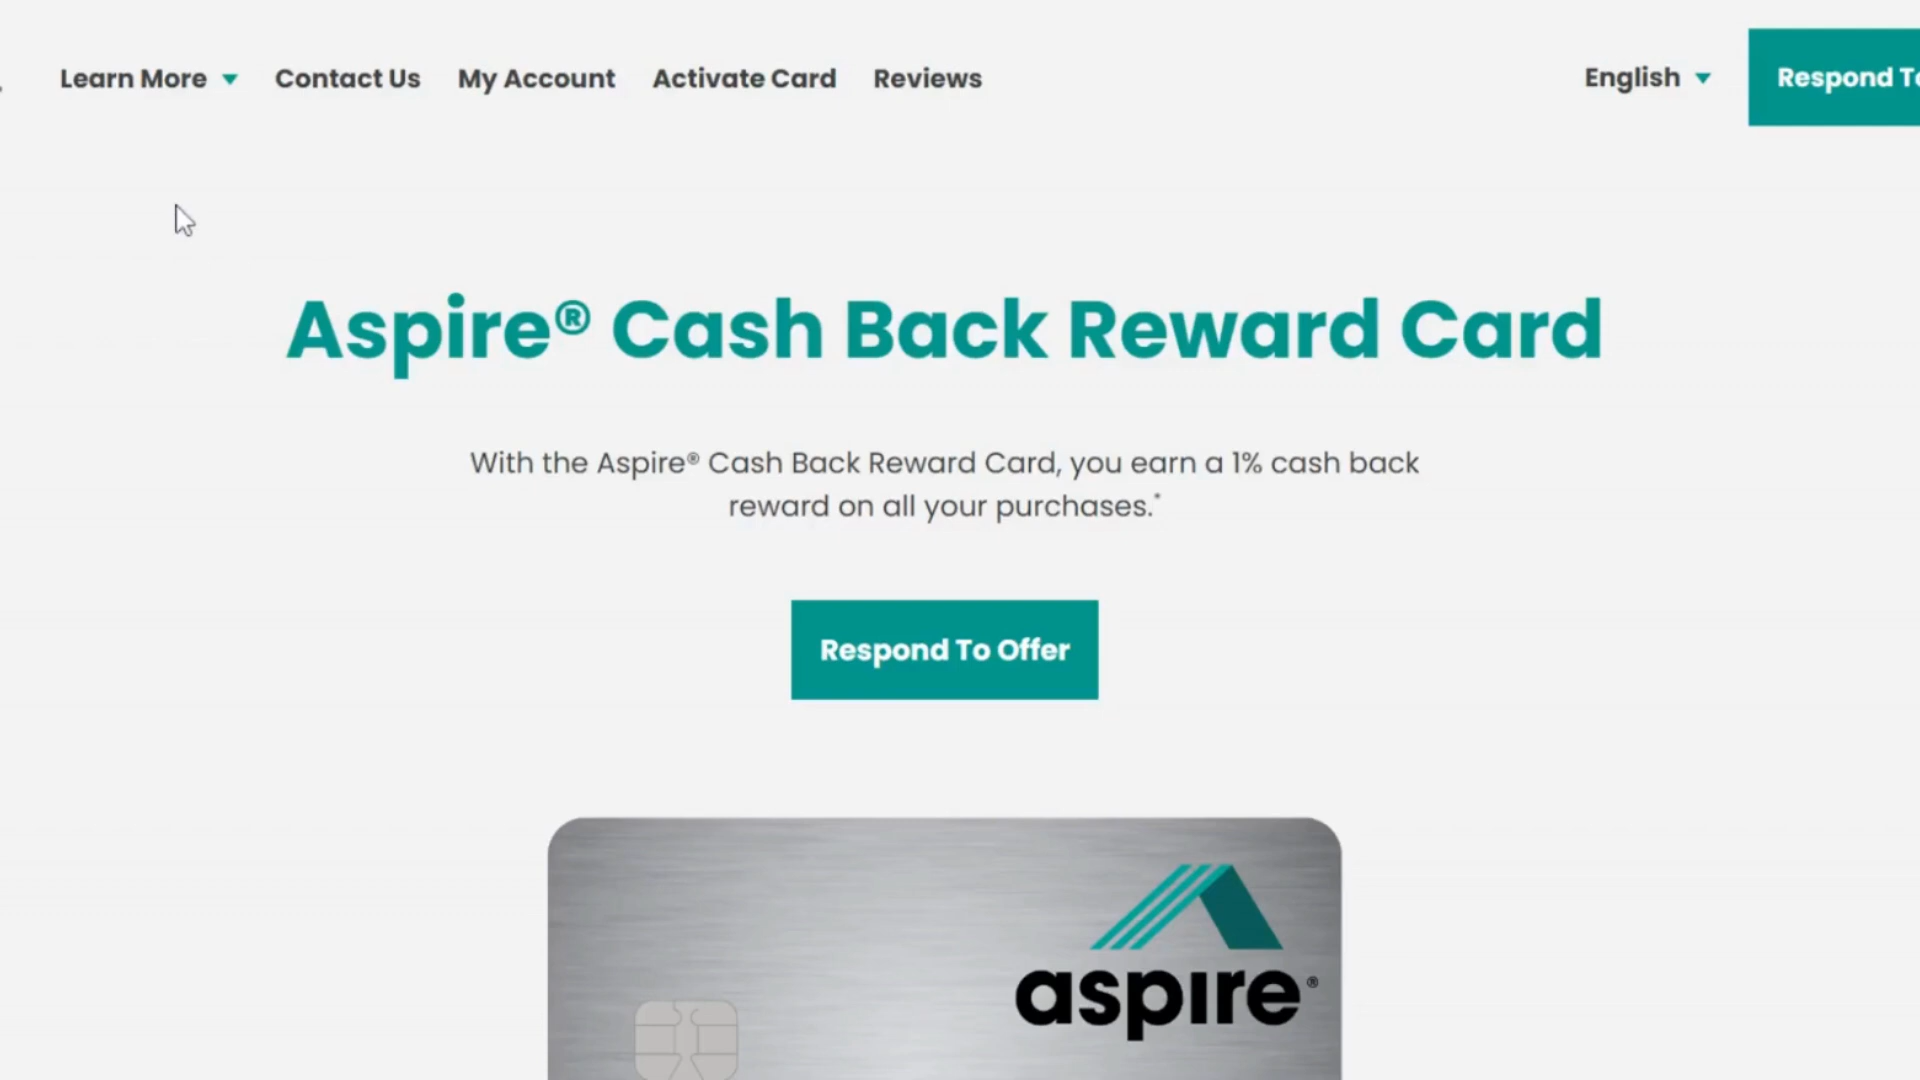 Learn More
Contact Us
My Account
Activate Card
Reviews
English
Respond
Aspire® Cash Back Reward Card
With the Aspire® Cash Back Reward Card, you earn a 1% cash back
reward on all your purchases.*
Respond To Offer
aspire®